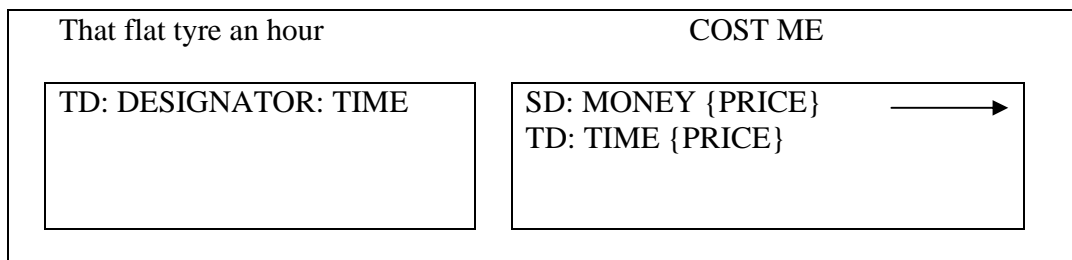 That flat tyre an hour COST ME
TD: DESIGNATOR: TIME
SD: MONEY {PRICE}
TD: TIME {PRICE}